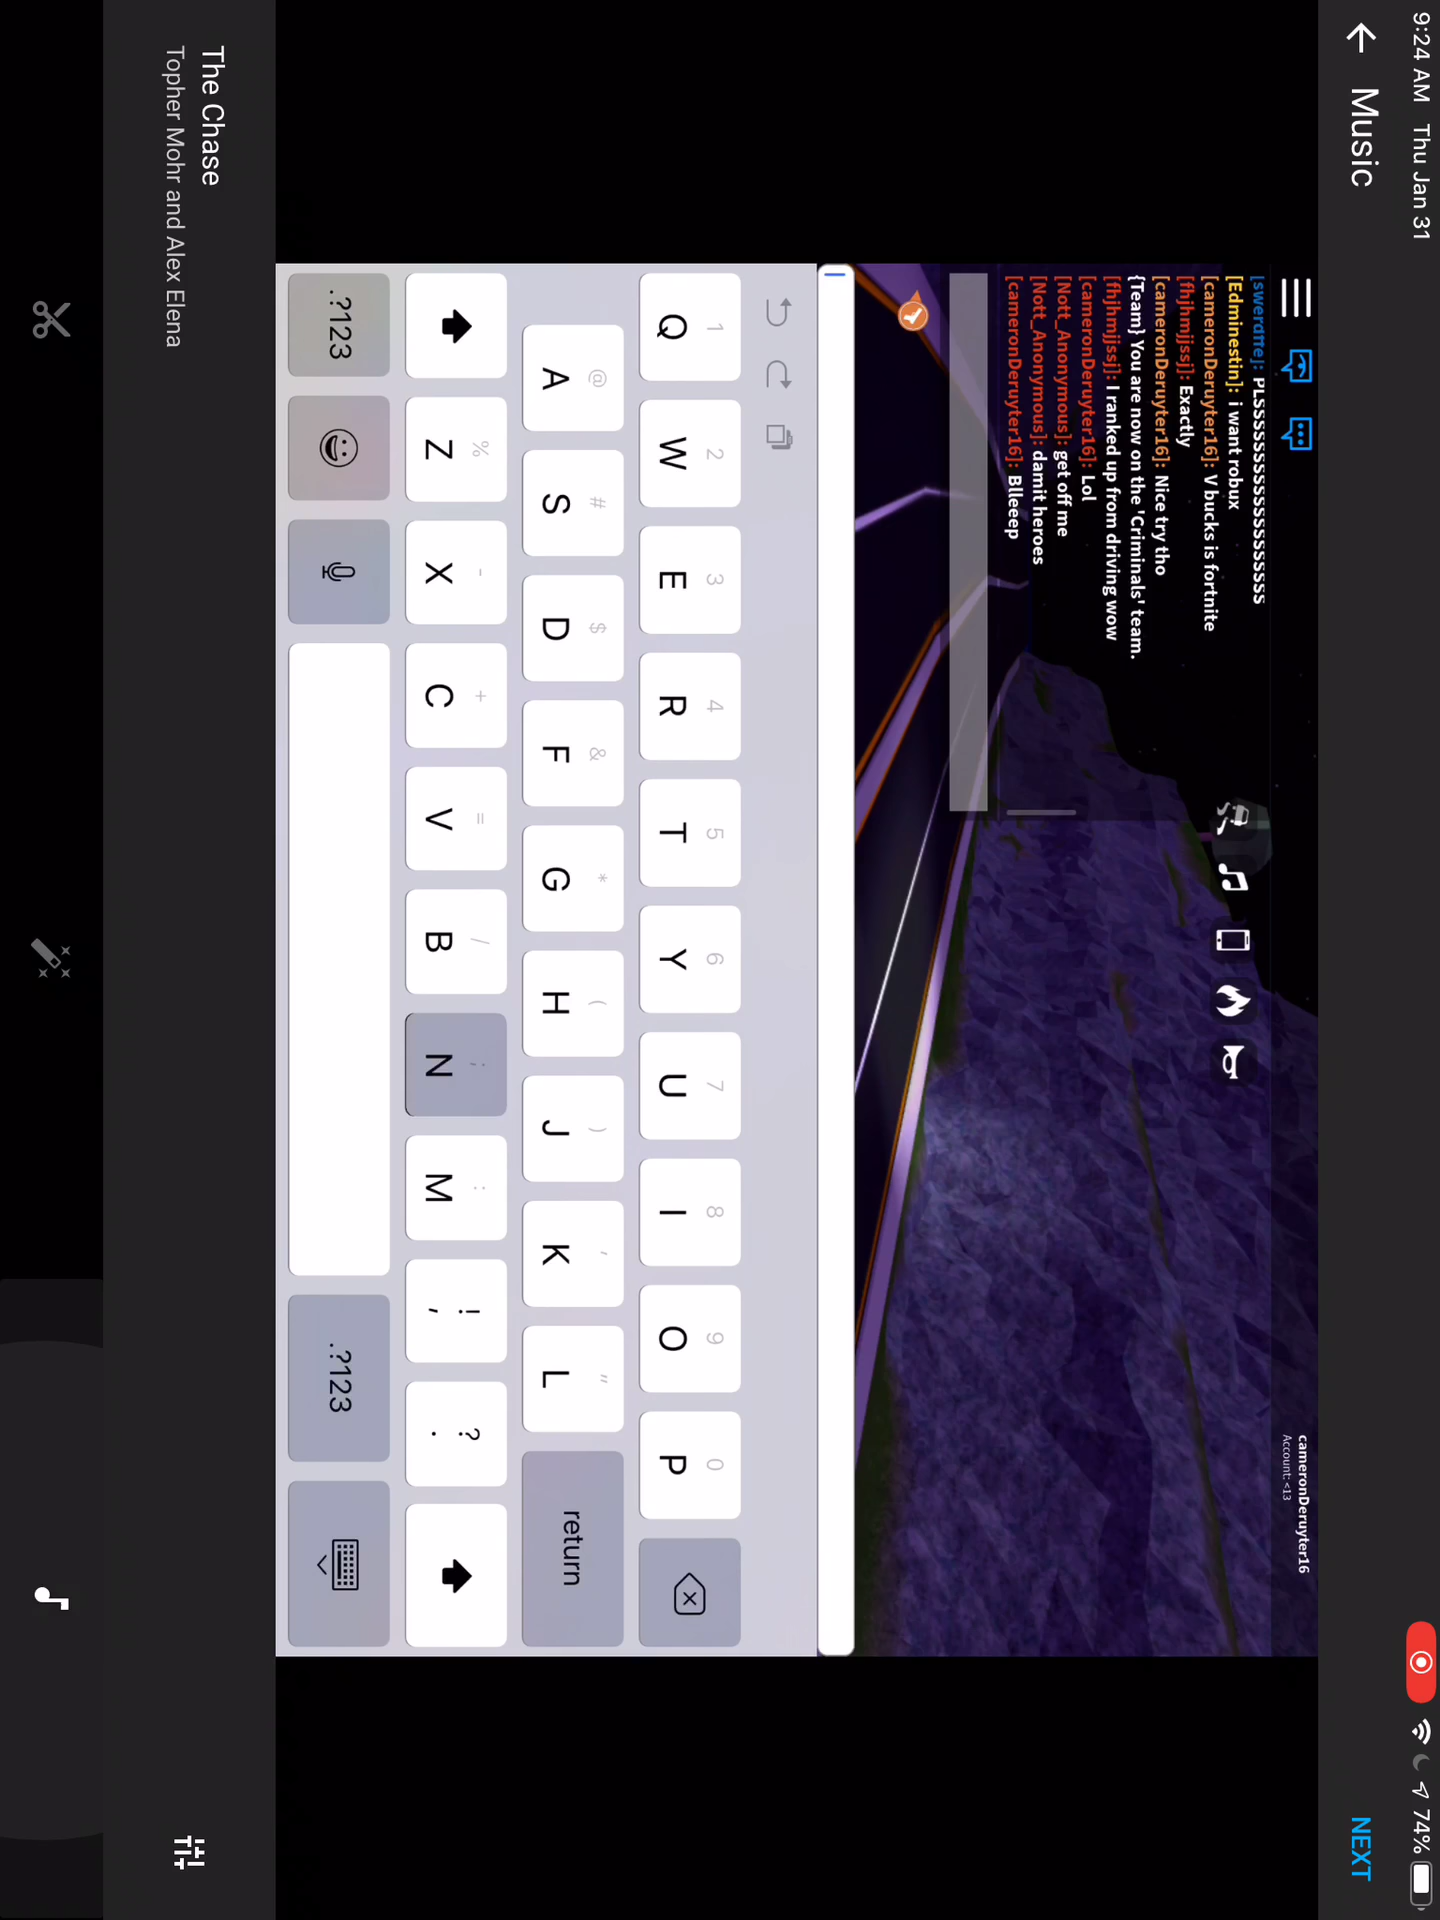 9:24 AM Thu Jan 31
74%
Music
NEXT
cameronDeruyter16
Account: <13
[swerdffe]: PLSSSSSSSSSSSSSSSSSSSS
[Edminestin]: i want robux
[cameronDeruyter16]: V bucks is fortnite
[fhjhmjjssj]: Exactly
[cameronDeruyter16]: Nice try tho
{Team} You are now on the 'Criminals' team.
[fhjhmjjssj]: I ranked up from driving wow
[cameronDeruyter16]: Lol
[Nott_Anonymous]: get off me
[Nott_Anonymous]: damit heroes
[cameronDeruyter16]: Blleeep
1 2 3 4 5 6 7 8 9 0
Q W E R T Y U I O P
@ # $ & * ( ) ' "
A S D F G H J K L return
% - + = / ; : ! ?
Z X C V B N M , .
.?123 .?123
The Chase
Topher Mohr and Alex Elena